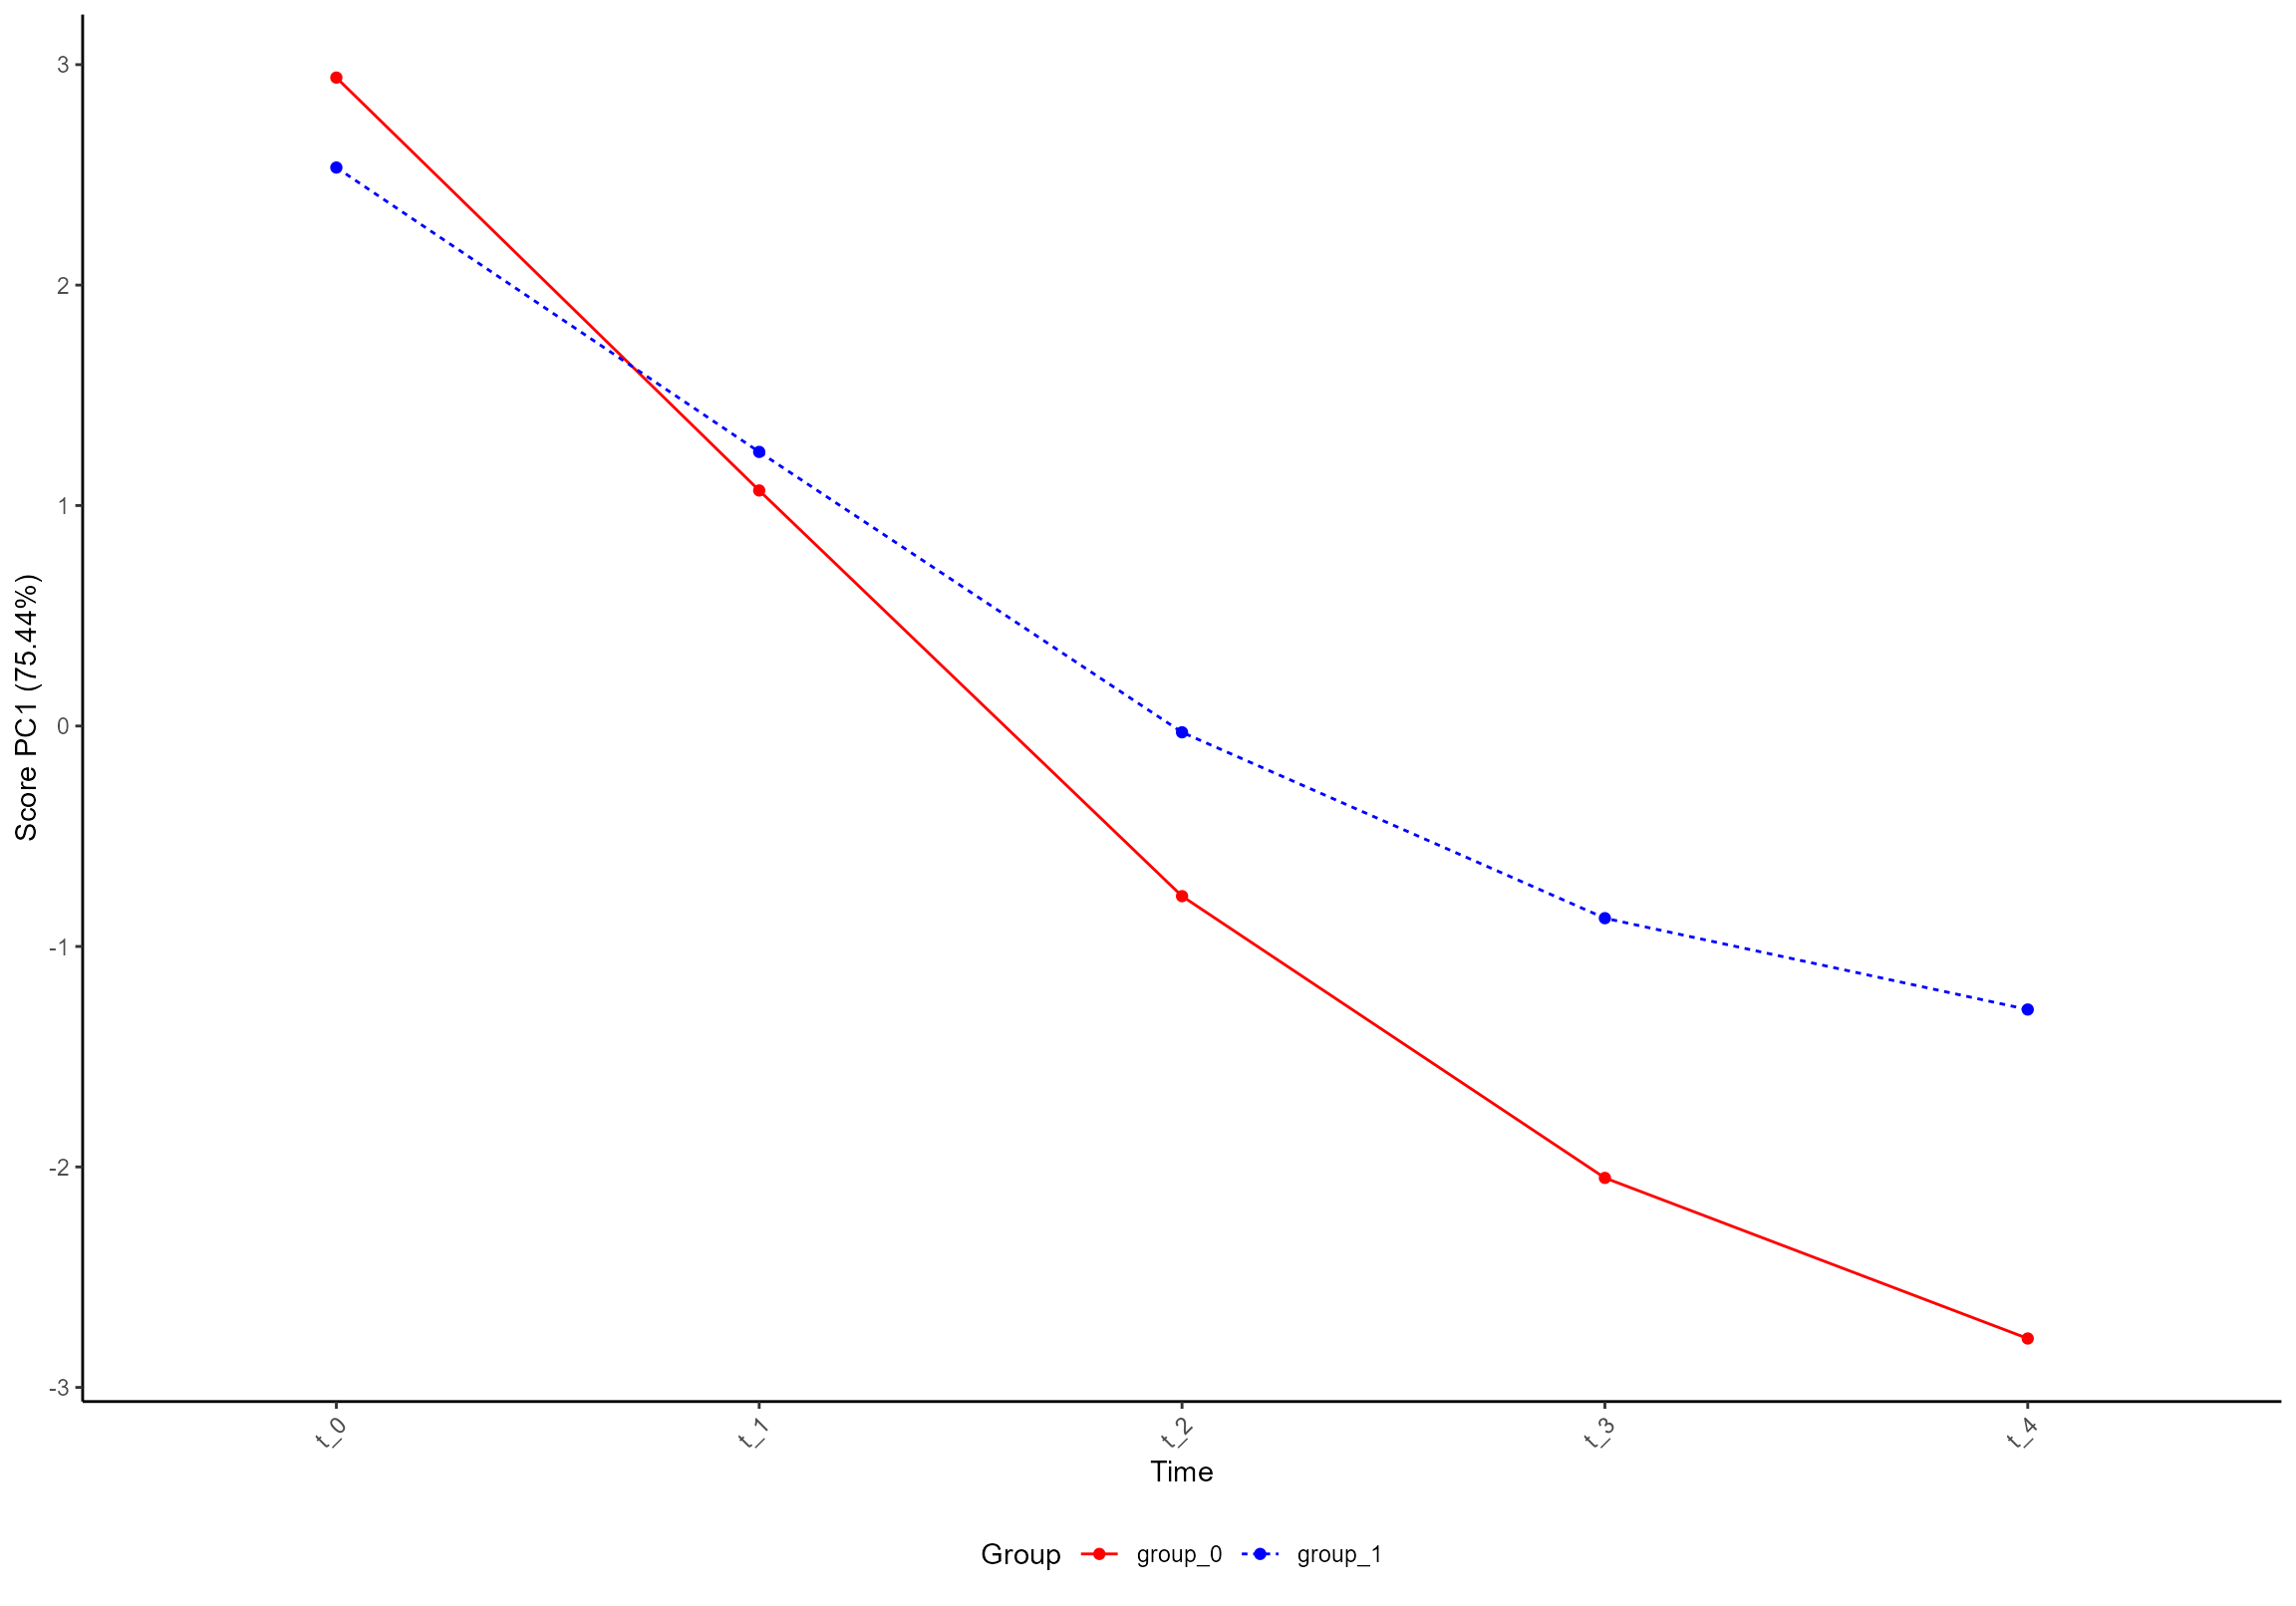 3
2
1
0
-1
-2
-3
Score PC1 (75.44%)
t_0
t_1
t_2
t_3
t_4
Time
Group group_0 group_1